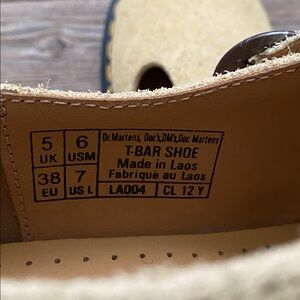 5 UK
6 USM
38 EU
7 US L
Dr.Martens, Doc's,DM's,Doc Martens
T-BAR SHOE
Made in Laos
Fabriqué au Laos
LA004
CL 12 Y